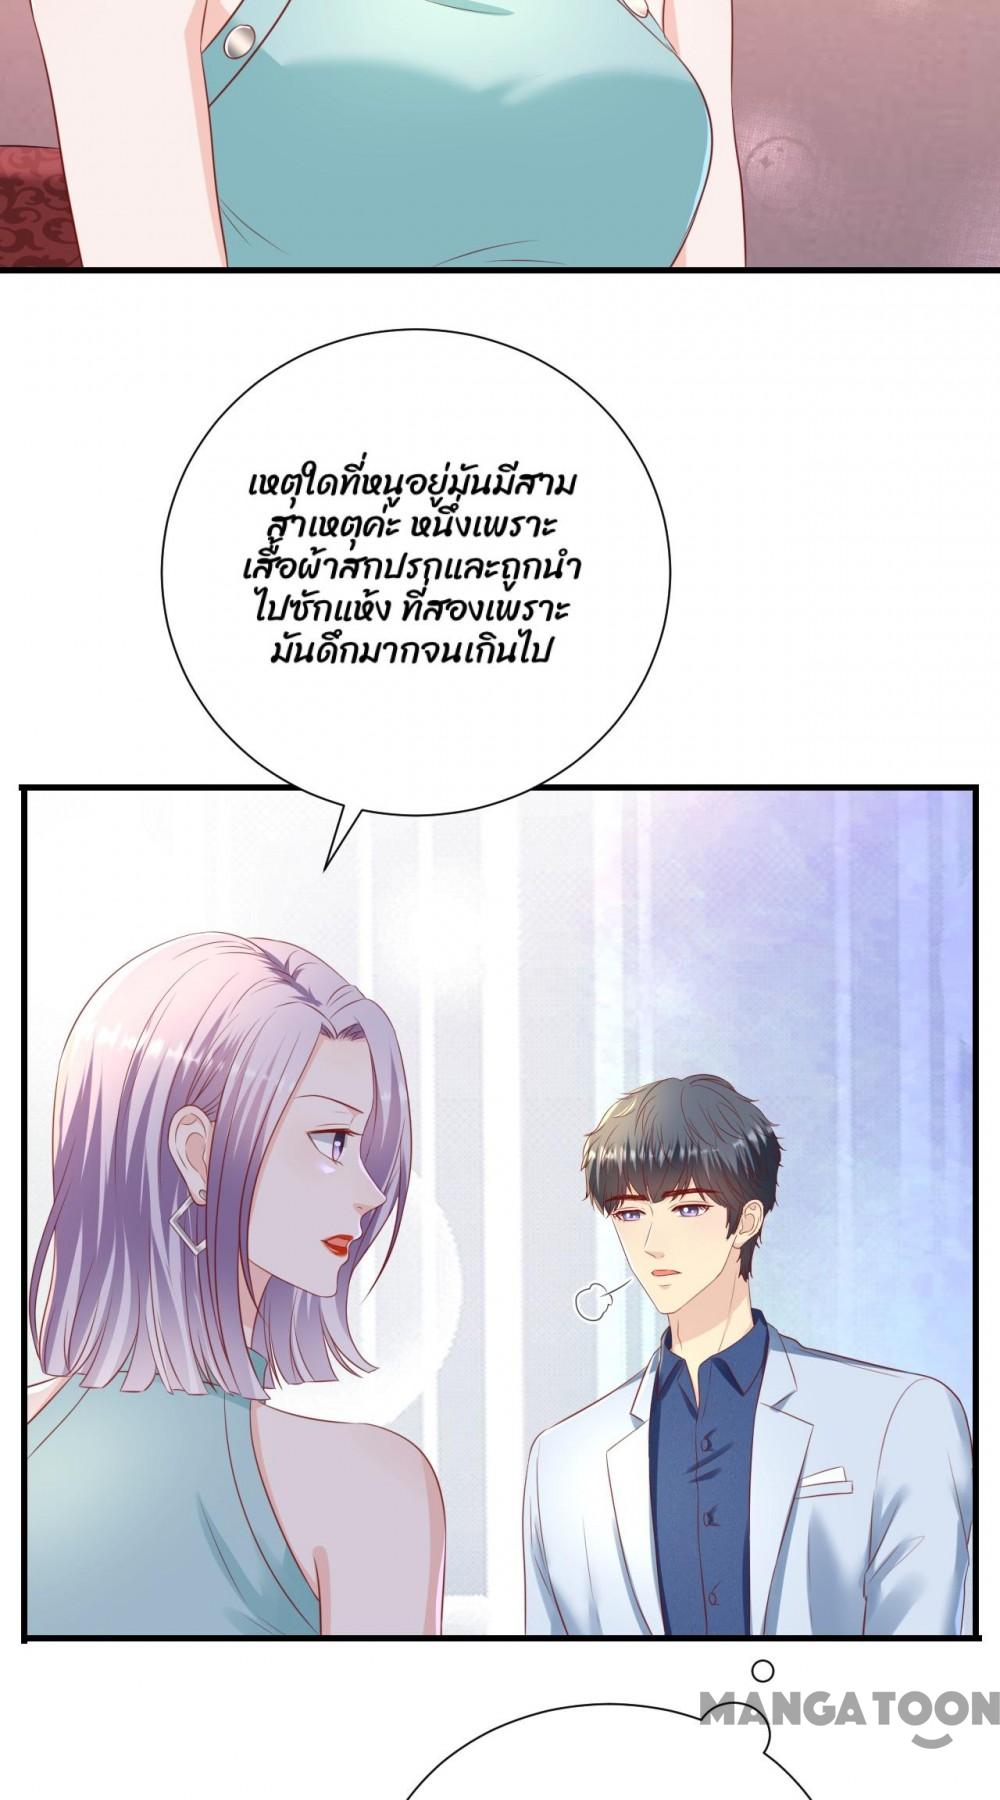 เหตุใดที่หนูอยู่มันมีสาม
สาเหตุค่ะ หนึ่งเพราะ
เสื้อผ้าสกปรกและถูกนำ
ไปซักแห้ง ที่สองเพราะ
มันดึกมากจนเกินไป
MANGATOON